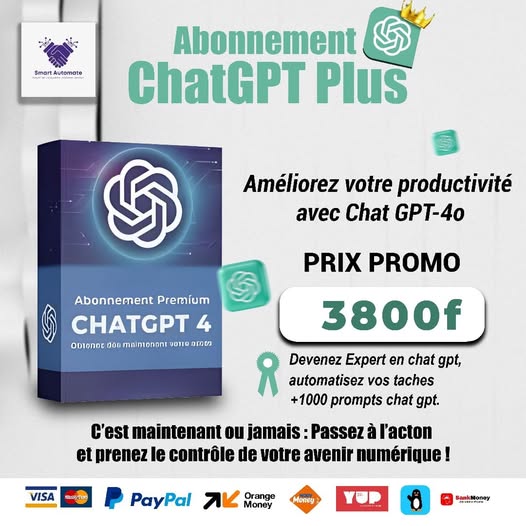 Smart Automate
Abonnement
ChatGPT Plus
Améliorez votre productivité
avec Chat GPT-4o
PRIX PROMO
3800f
Abonnement Premium
CHATGPT 4
Devenez Expert en chat gpt,
automatisez vos taches
+1000 prompts chat gpt.
C'est maintenant ou jamais : Passez à l'acton
et prenez le contrôle de votre avenir numérique !
VISA
MasterCard
PayPal
Orange
Money
Money
YUP